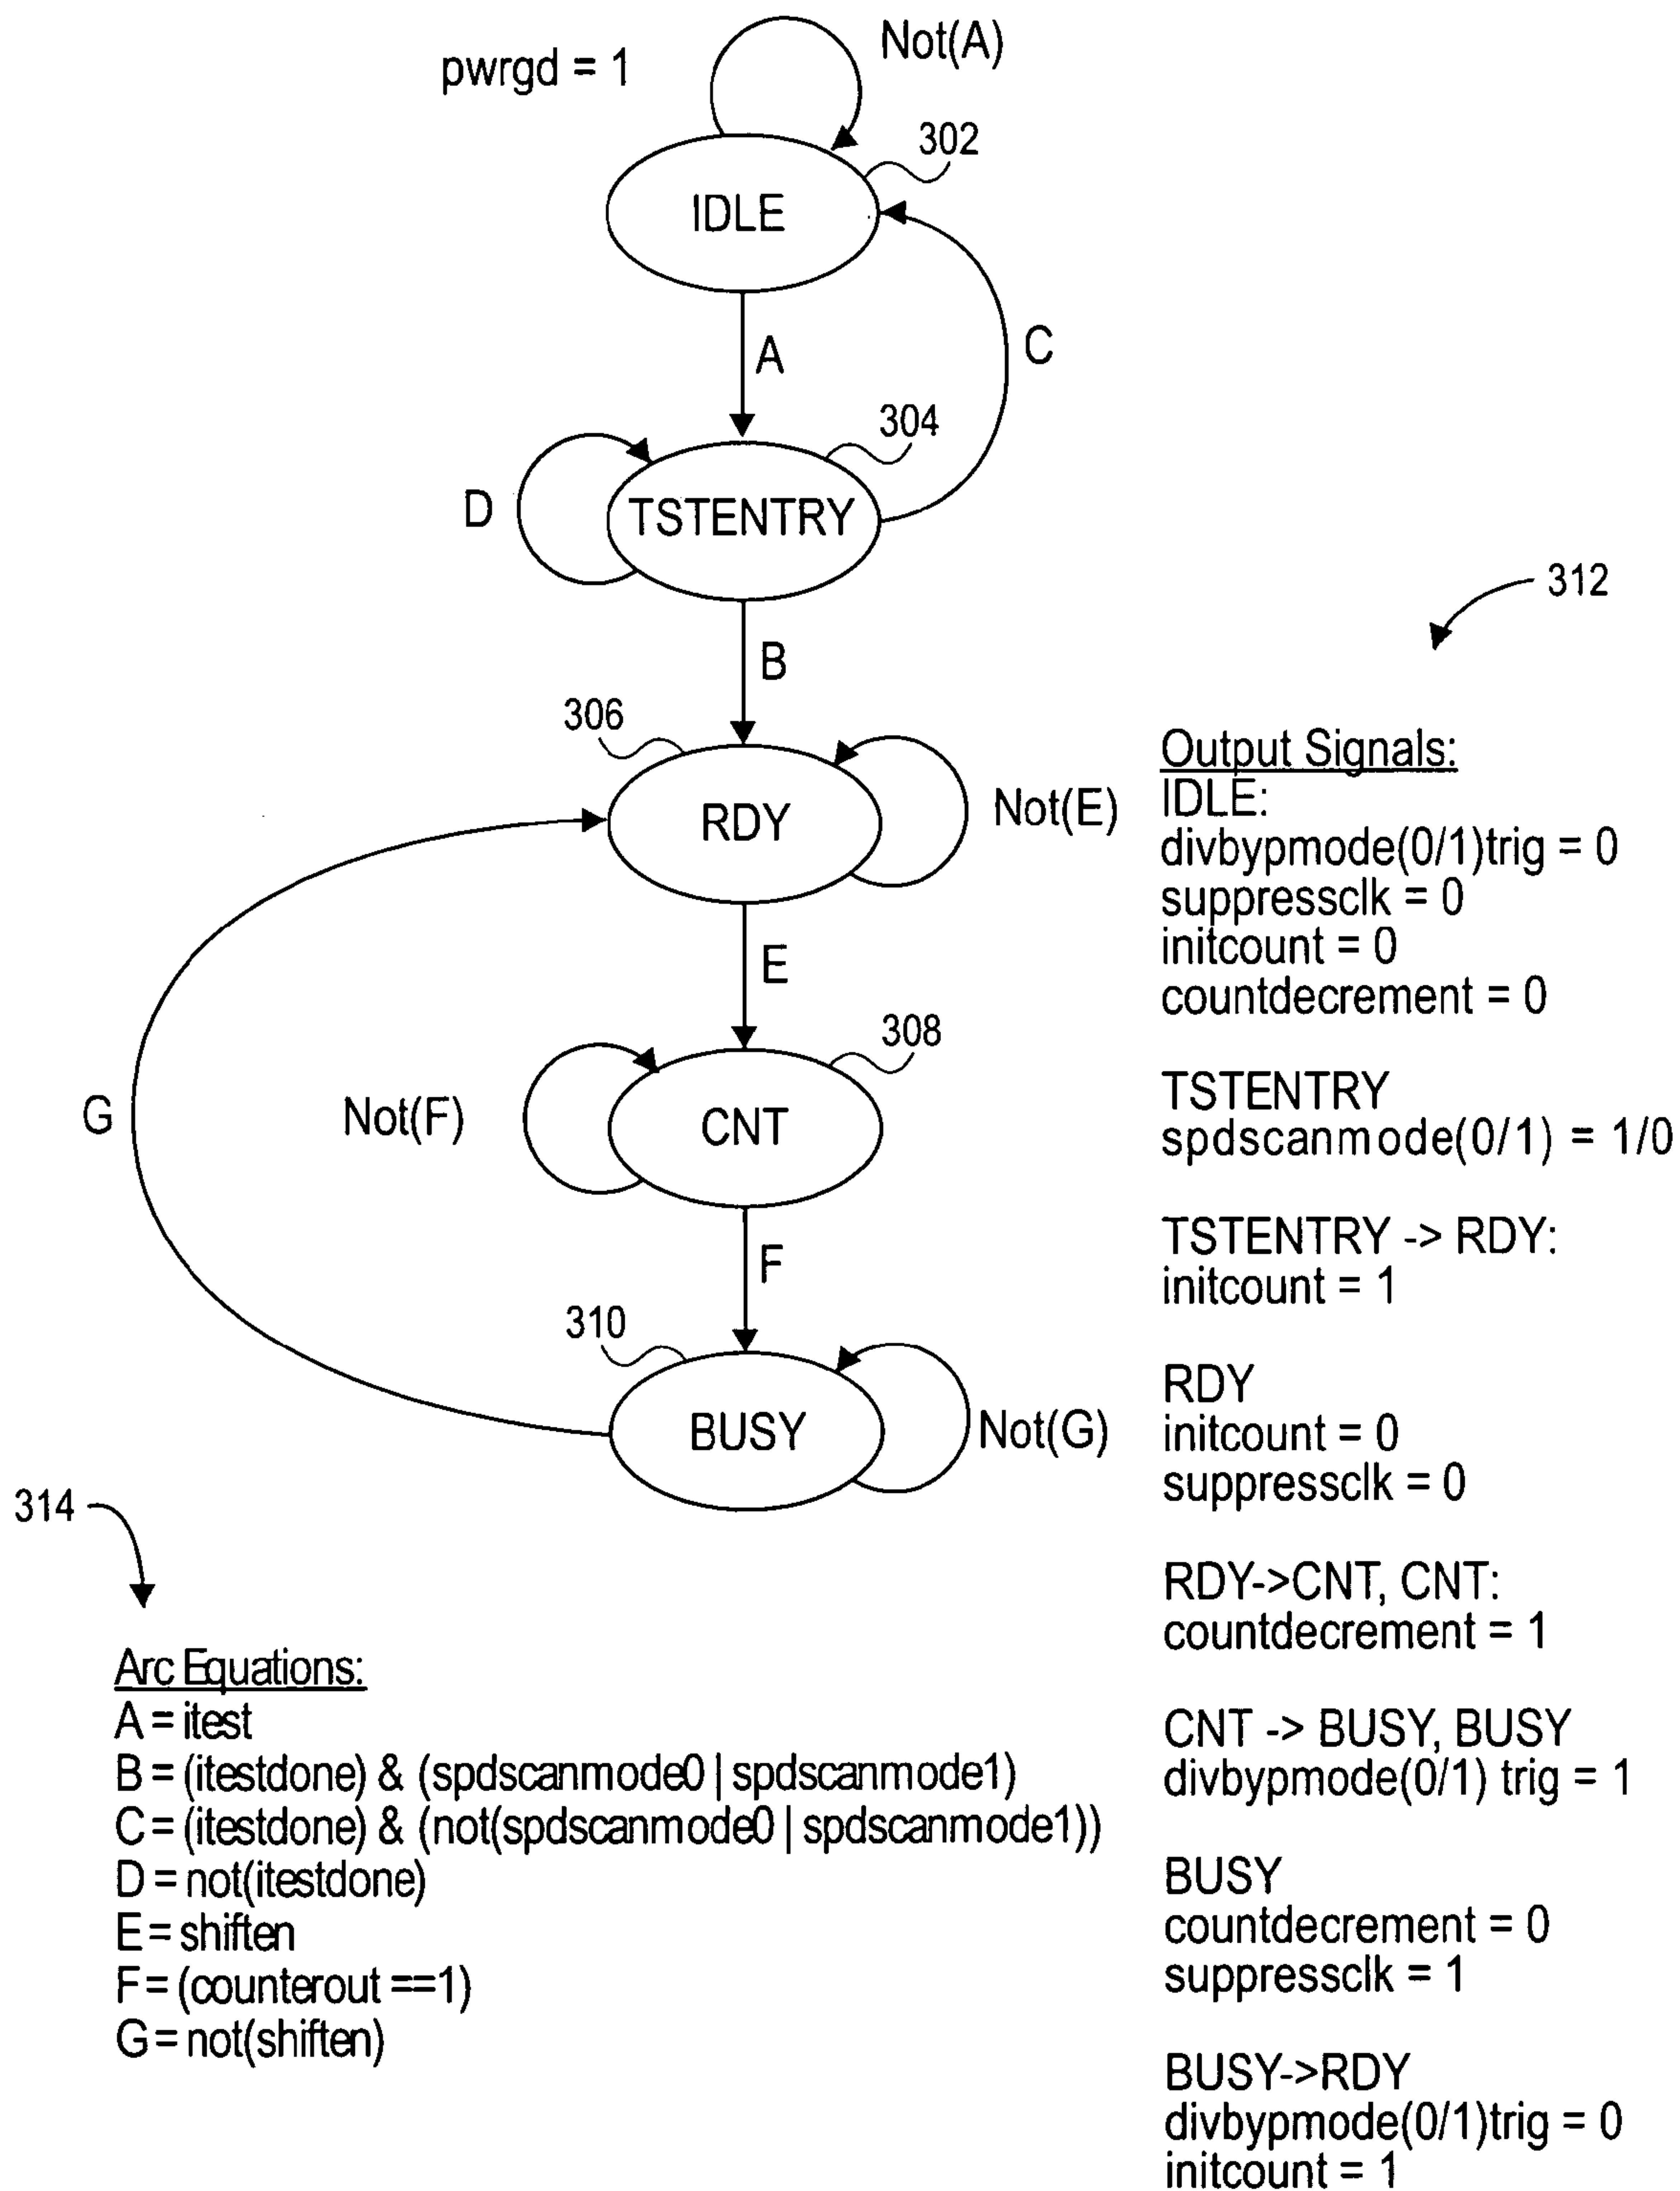 pwrgd = 1
Not(A)
302
IDLE
A
C
304
D
TSTENTRY
312
B
306
RDY
Not(E)
E
308
G
Not(F)
CNT
F
310
BUSY
Not(G)
314
Arc Equations:
A = itest
B = (itestdone) & (spdscanmode0 | spdscanmode1)
C = (itestdone) & (not(spdscanmode0 | spdscanmode1))
D = not(itestdone)
E = shiften
F = (counterout ==1)
G = not(shiften)
Output Signals:
IDLE:
divbypmode(0/1)trig = 0
suppressclk = 0
initcount = 0
countdecrement = 0
TSTENTRY
spdscanmode(0/1) = 1/0
TSTENTRY -> RDY:
initcount = 1
RDY
initcount = 0
suppressclk = 0
RDY->CNT, CNT:
countdecrement = 1
CNT -> BUSY, BUSY
divbypmode(0/1) trig = 1
BUSY
countdecrement = 0
suppressclk = 1
BUSY->RDY
divbypmode(0/1)trig = 0
initcount = 1